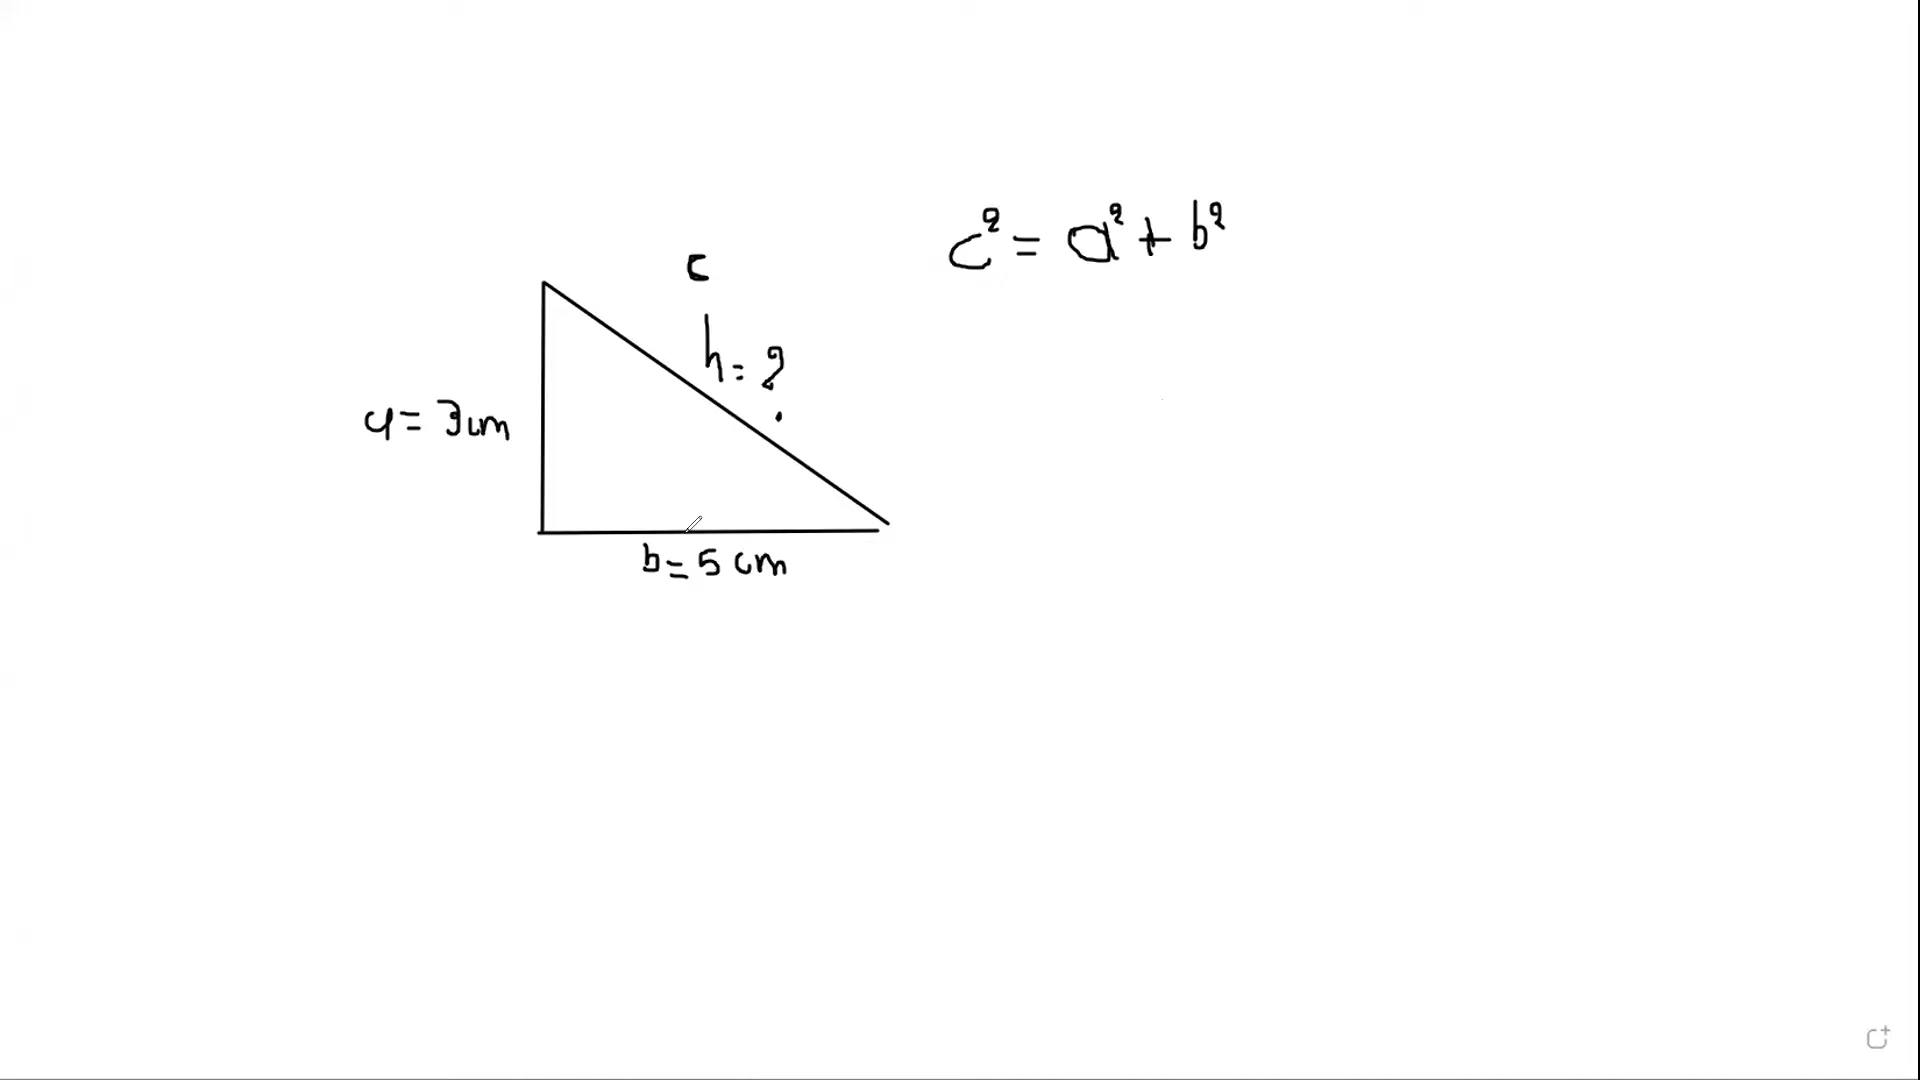 c² = a² + b²
c
h = ?
a = 3cm
b = 5 cm